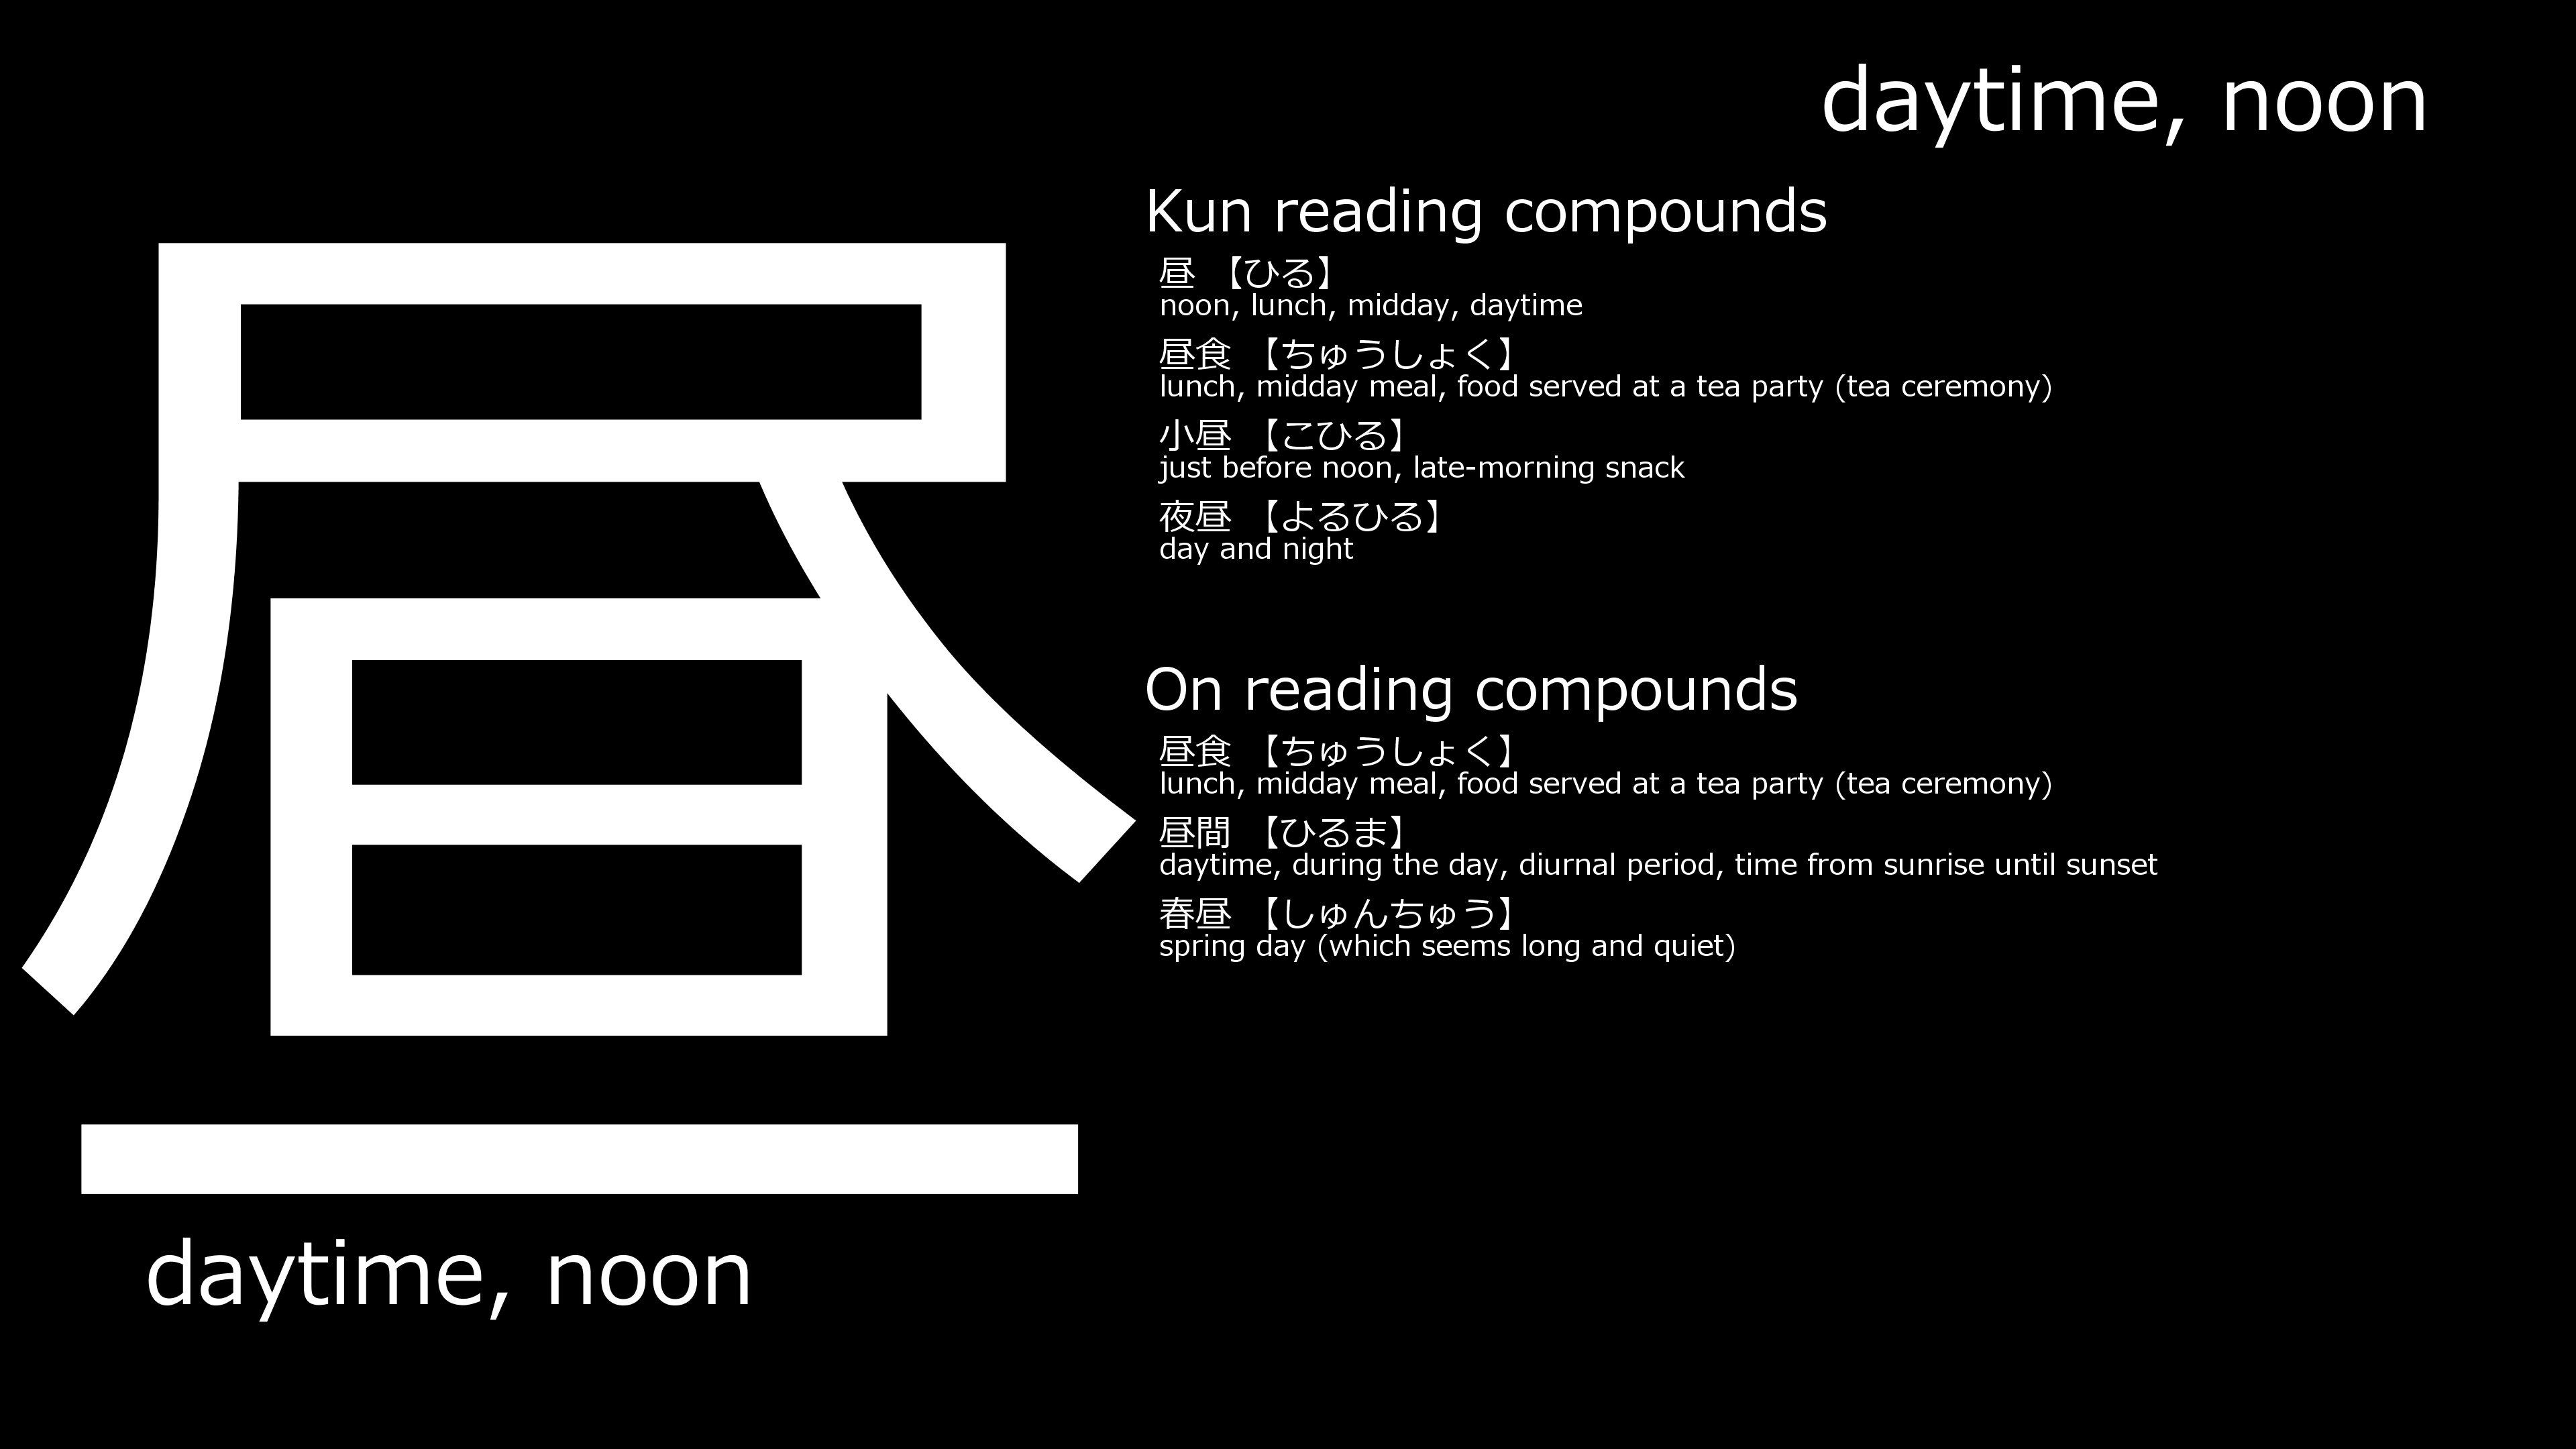 昼
daytime, noon
daytime, noon
Kun reading compounds
昼 【ひる】
noon, lunch, midday, daytime
昼食 【ちゅうしょく】
lunch, midday meal, food served at a tea party (tea ceremony)
小昼 【こひる】
just before noon, late-morning snack
夜昼 【よるひる】
day and night
On reading compounds
昼食 【ちゅうしょく】
lunch, midday meal, food served at a tea party (tea ceremony)
昼間 【ひるま】
daytime, during the day, diurnal period, time from sunrise until sunset
春昼 【しゅんちゅう】
spring day (which seems long and quiet)